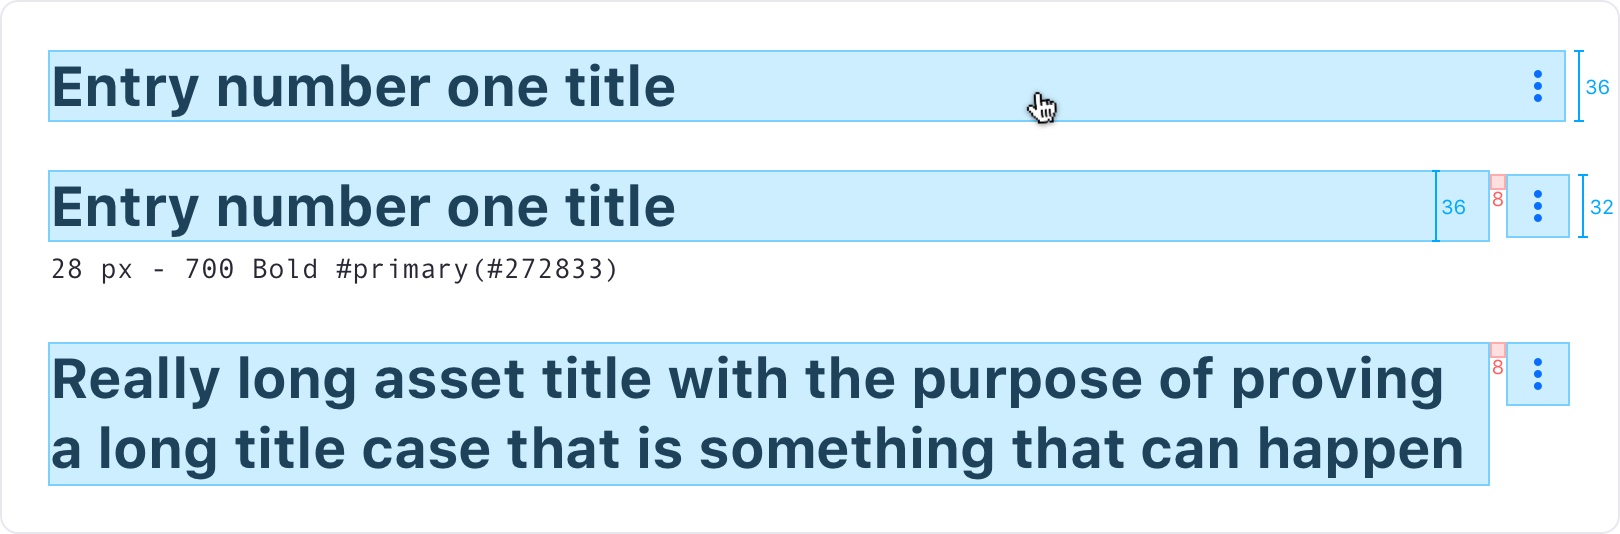 Entry number one title
36
Entry number one title
36
8
32
28 px - 700 Bold #primary(#272833)
Really long asset title with the purpose of proving
8
a long title case that is something that can happen